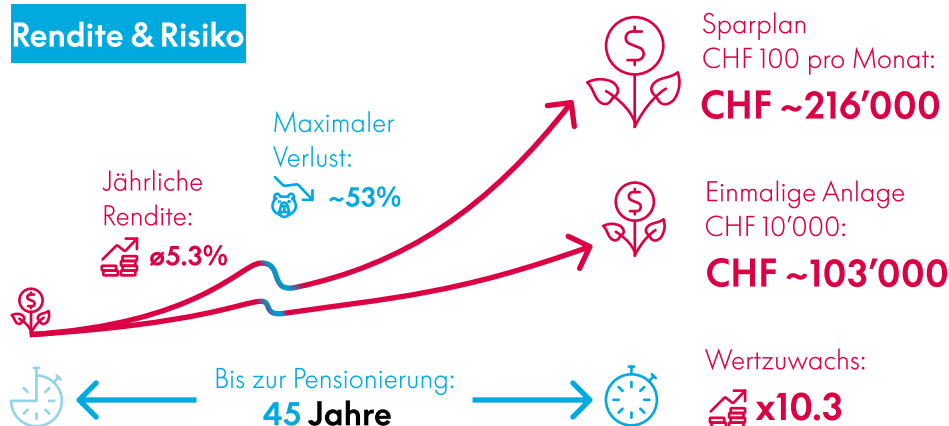 Rendite & Risiko
Sparplan
CHF 100 pro Monat:
CHF ~216’000
Maximaler
Verlust:
~53%
Jährliche
Rendite:
ø5.3%
Einmalige Anlage
CHF 10’000:
CHF ~103’000
Bis zur Pensionierung:
45 Jahre
Wertzuwachs:
x10.3